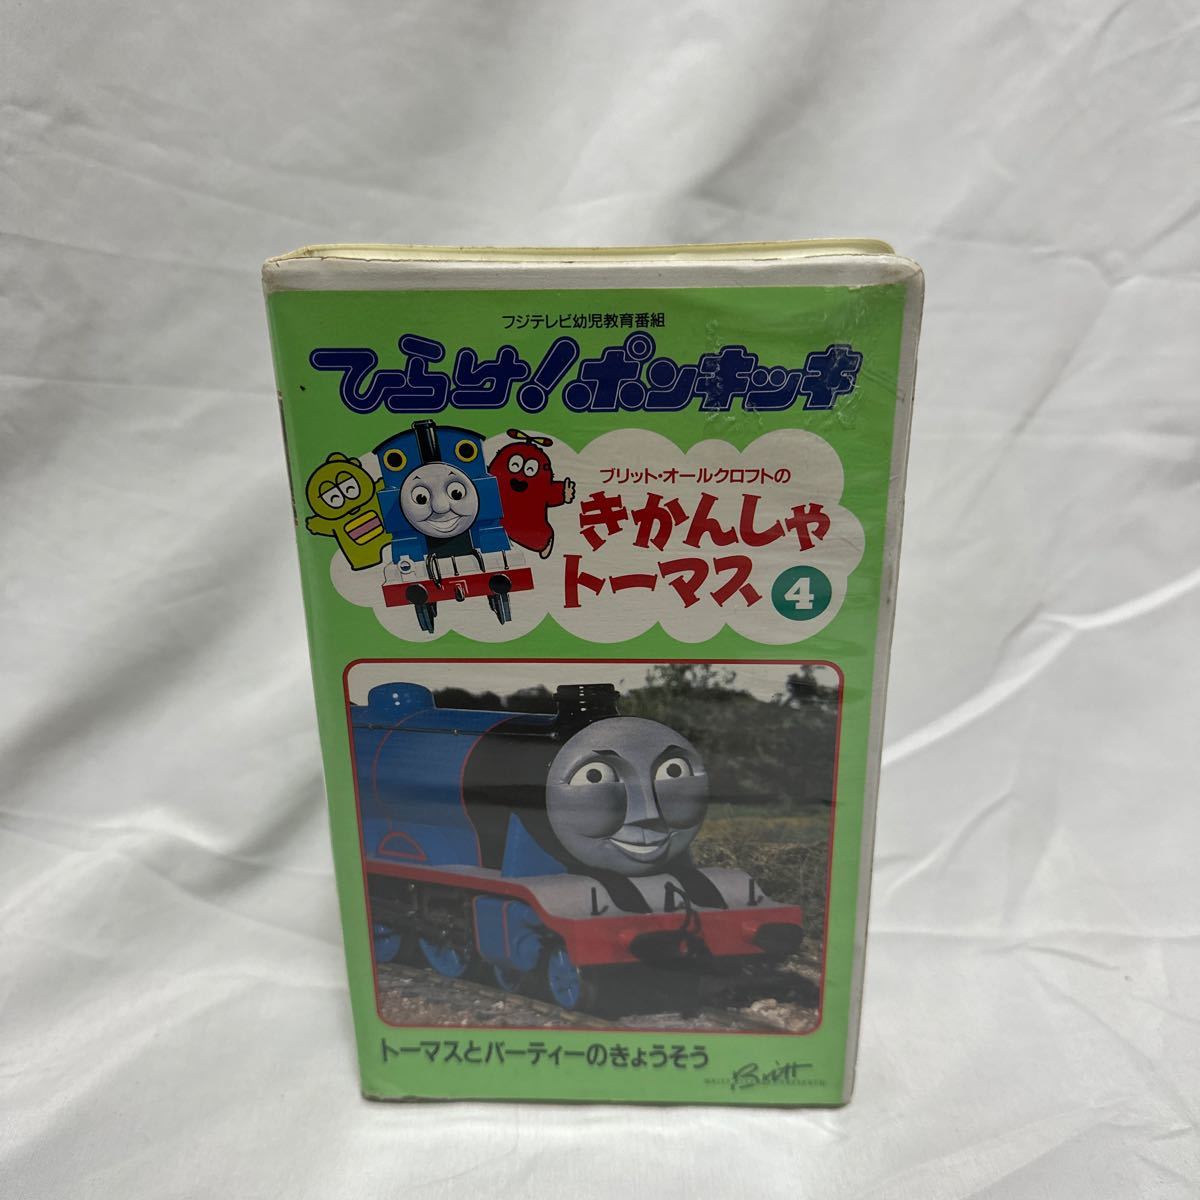 フジテレビ幼児教育番組
ひらけ!ポンキッキ
ブリット・オールクロフトの
きかんしゃ
トーマス 4
トーマスとバーティーのきょうそう
Britt